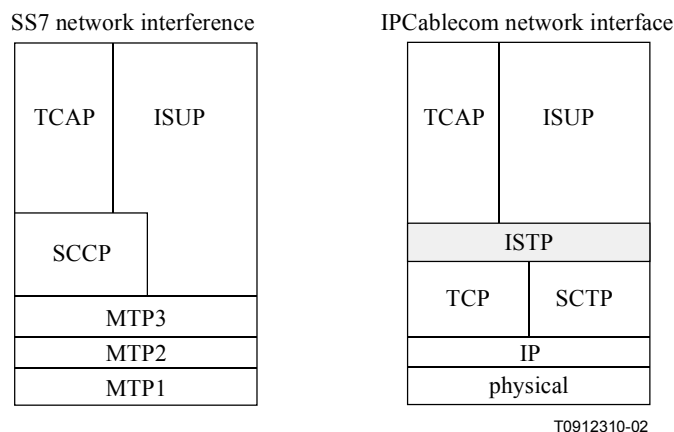 SS7 network interference
TCAP
ISUP
SCCP
MTP3
MTP2
MTP1
IPCablecom network interface
TCAP
ISUP
ISTP
TCP
SCTP
IP
physical
T0912310-02